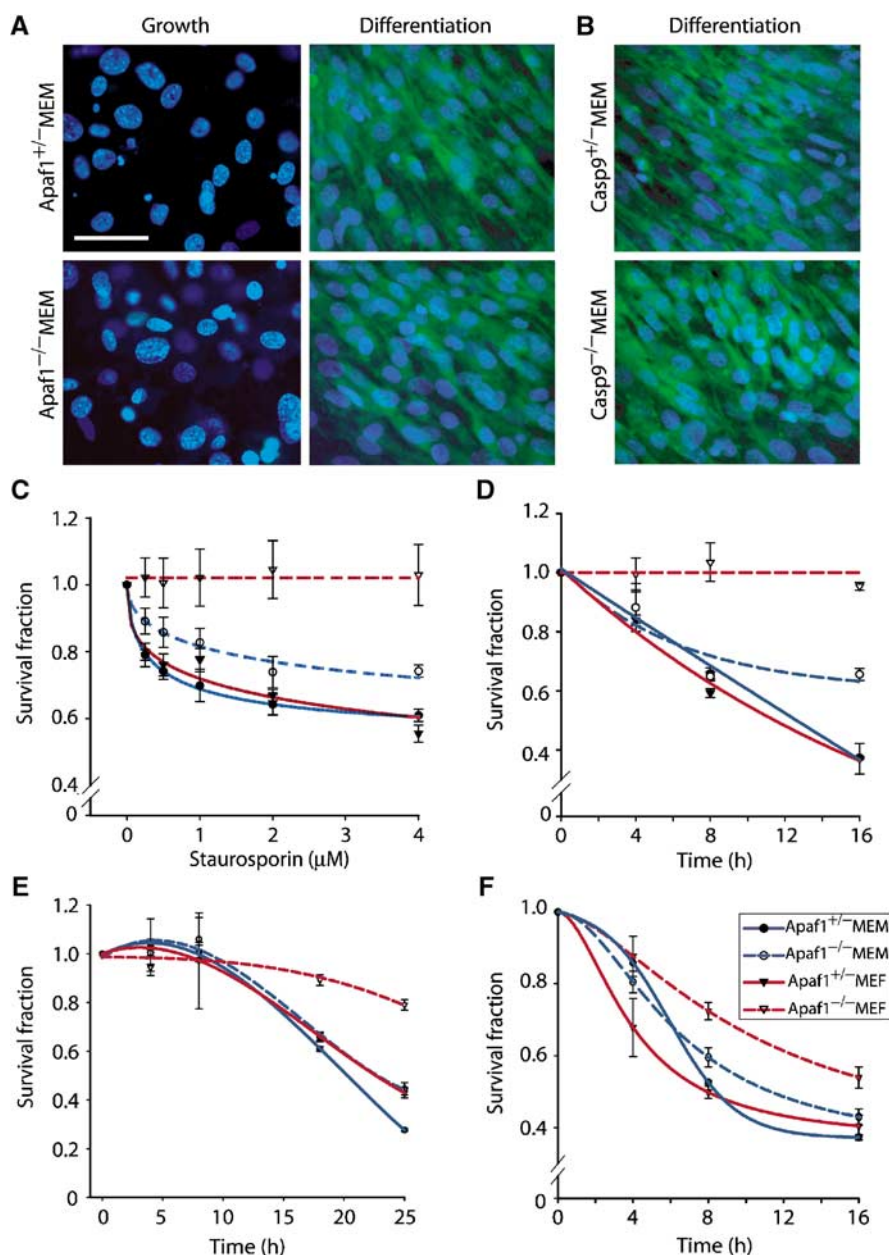 A
Growth
Differentiation
B
Differentiation
Apaf1+/–MEM
Casp9+/–MEM
Apaf1–/–MEM
Casp9–/–MEM
C
1.2
1.0
0.8
0.6
0.4
0
Survival fraction
0
1
2
3
4
Staurosporin (μM)
D
1.2
1.0
0.8
0.6
0.4
0
Survival fraction
0
4
8
12
16
Time (h)
E
1.2
1.0
0.8
0.6
0.4
1.2
0
Survival fraction
0
5
10
15
20
25
Time (h)
F
1.0
0.8
0.6
0.4
0
Survival fraction
0
4
8
12
16
Time (h)
Apaf1+/–MEM
Apaf1–/–MEM
Apaf1+/–MEF
Apaf1–/–MEF